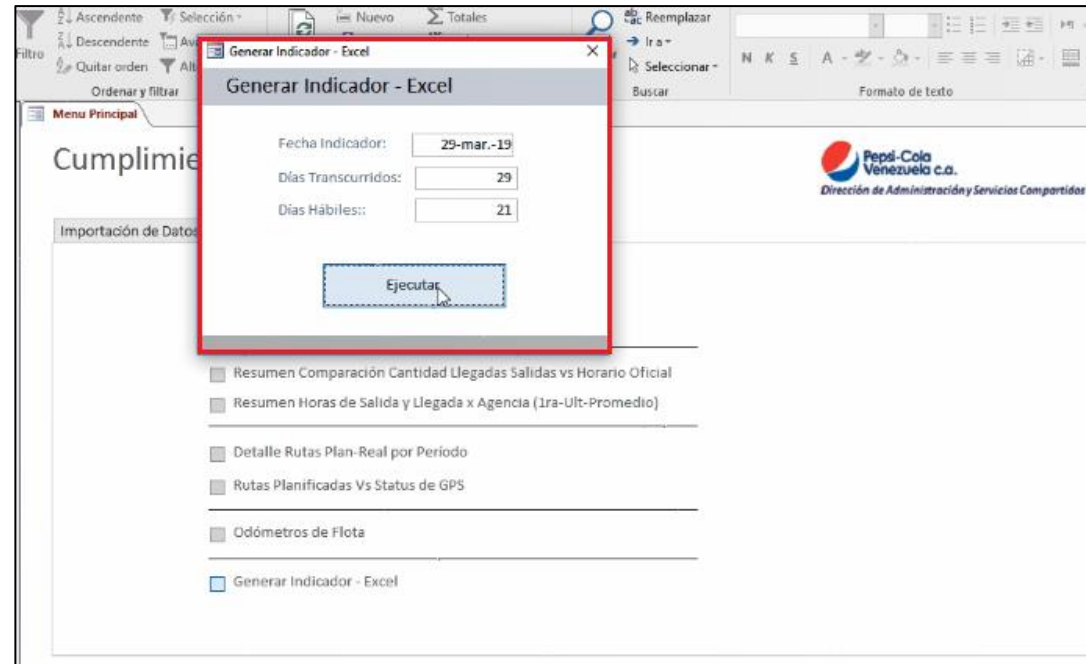 Ascendente
Selección
Nuevo
Totales
Reemplazar
Filtro
Descendente
Ir a
Quitar orden
Seleccionar
N K S
A
Ordenar y filtrar
Buscar
Formato de texto
Generar Indicador - Excel
Generar Indicador - Excel
Fecha Indicador: 29-mar.-19
Días Transcurridos: 29
Días Hábiles:: 21
Ejecutar
Menu Principal
Cumplimie
Pepsi-Cola
Venezuela c.a.
Dirección de Administración y Servicios Compartidos
Importación de Datos
Resumen Comparación Cantidad Llegadas Salidas vs Horario Oficial
Resumen Horas de Salida y Llegada x Agencia (1ra-Ult-Promedio)
Detalle Rutas Plan-Real por Período
Rutas Planificadas Vs Status de GPS
Odómetros de Flota
Generar Indicador - Excel